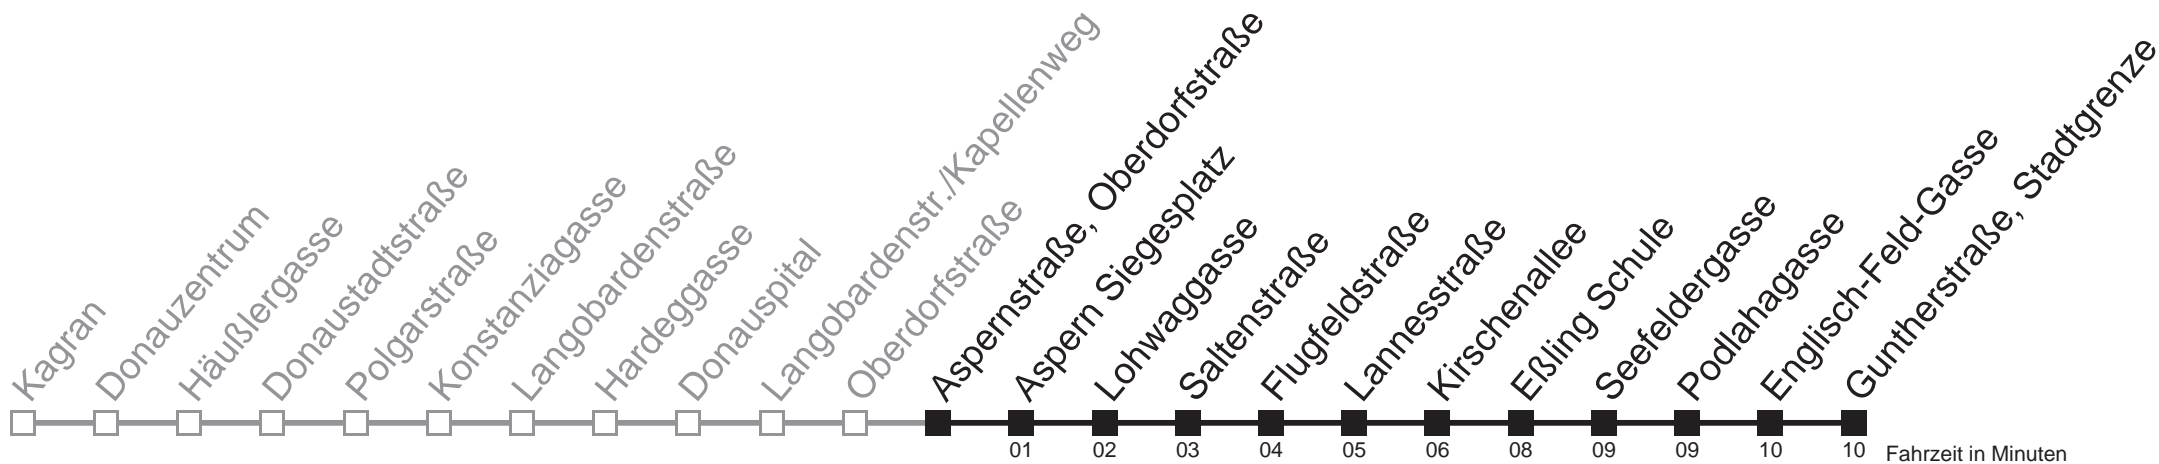 Kagran
Donauzentrum
Häußlergasse
Donaustadtstraße
Polgarstraße
Konstanziagasse
Langobardenstraße
Hardeggasse
Donauspital
Langobardenstr./Kapellenweg
Oberdorfstraße
Aspernstraße, Oberdorfstraße
Aspern Siegesplatz
Lohwaggasse
Saltenstraße
Flugfeldstraße
Lannesstraße
Kirschenallee
Eßling Schule
Seefeldergasse
Podlahagasse
Englisch-Feld-Gasse
Guntherstraße, Stadtgrenze
01 02 03 04 05 06 08 09 09 10 10 Fahrzeit in Minuten